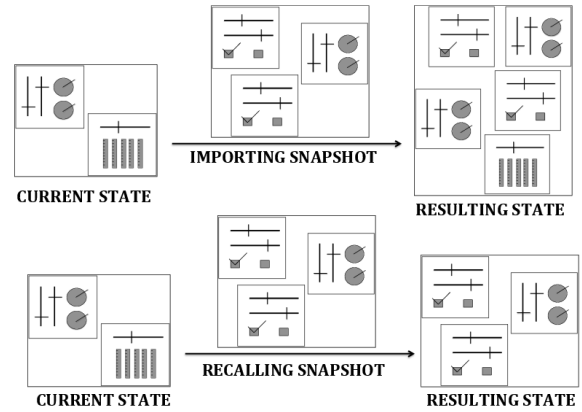 IMPORTING SNAPSHOT
CURRENT STATE
RESULTING STATE
RECALLING SNAPSHOT
CURRENT STATE
RESULTING STATE